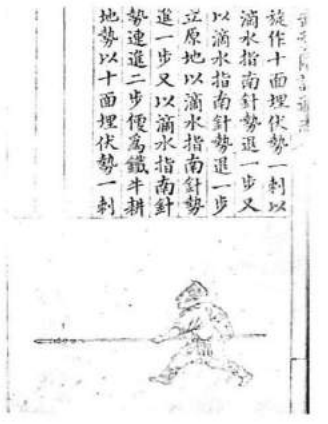 旋作十面埋伏勢一刺以
滴水指南針勢退一步又
以滴水指南針勢退一步
立原地以滴水指南針勢
進一步又以滴水指南針
勢連進二步便爲鐵牛耕
地勢以十面埋伏勢一刺